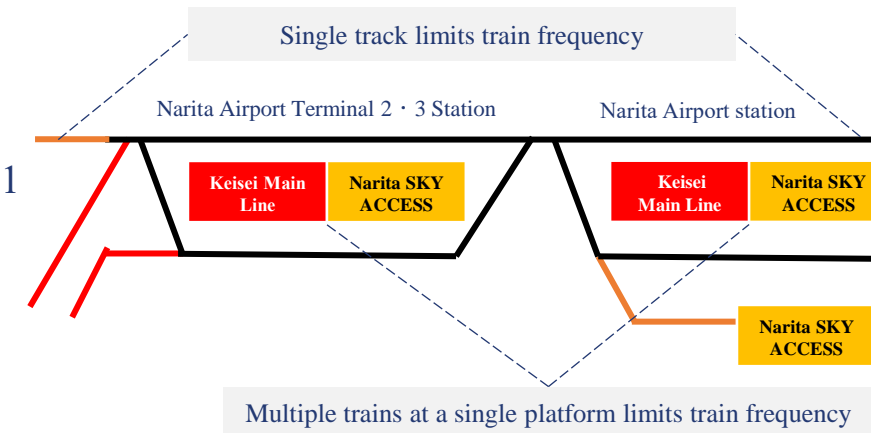 Single track limits train frequency
Narita Airport Terminal 2・3 Station
Narita Airport station
1
Keisei Main
Line
Narita SKY
ACCESS
Keisei
Main Line
Narita SKY
ACCESS
Narita SKY
ACCESS
Multiple trains at a single platform limits train frequency